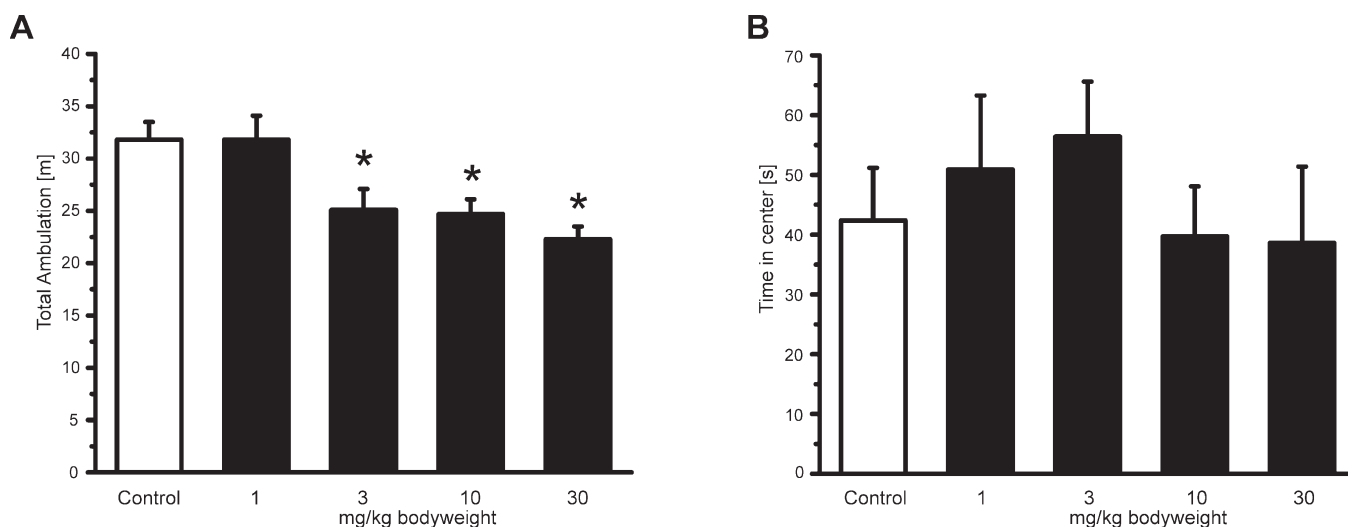 A
Total Ambulation [m]
40
35
30
25
20
15
10
5
0
*
*
*
Control 1 3 10 30
mg/kg bodyweight
B
Time in center [s]
70
60
50
40
30
20
10
0
Control 1 3 10 30
mg/kg bodyweight